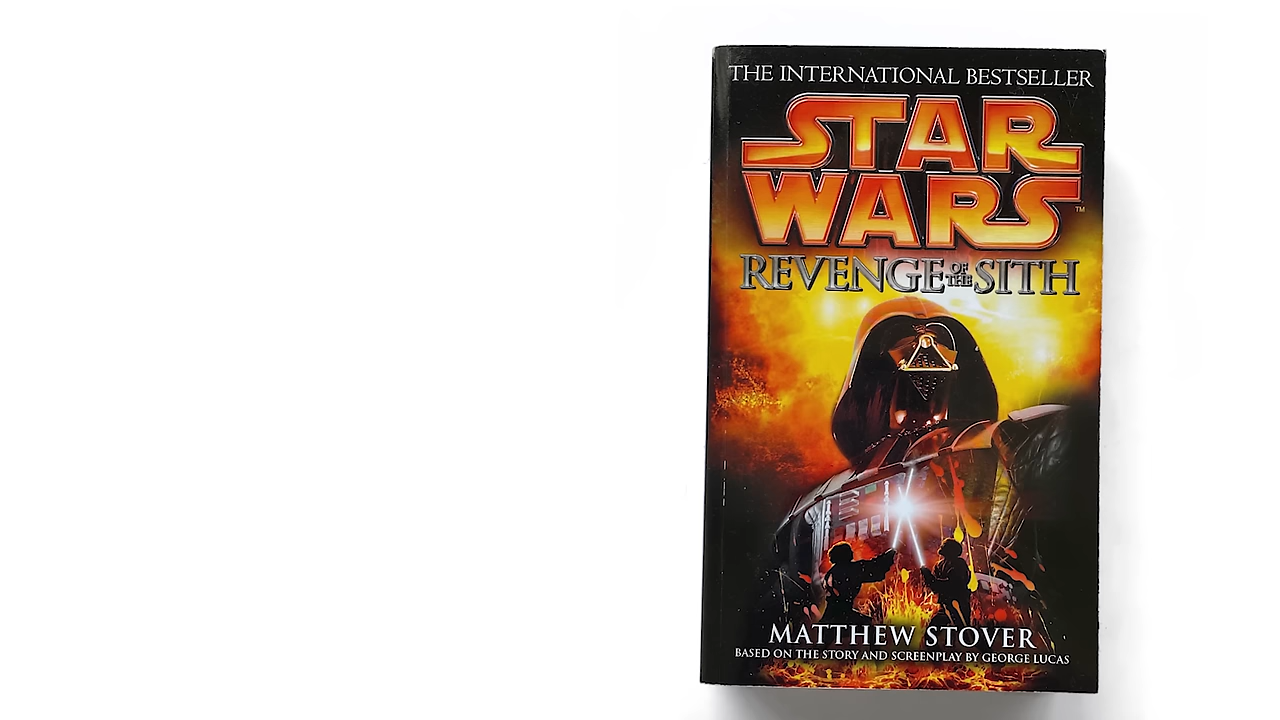 THE INTERNATIONAL BESTSELLER
STAR
WARS
™
REVENGE OF THE SITH
MATTHEW STOVER
BASED ON THE STORY AND SCREENPLAY BY GEORGE LUCAS